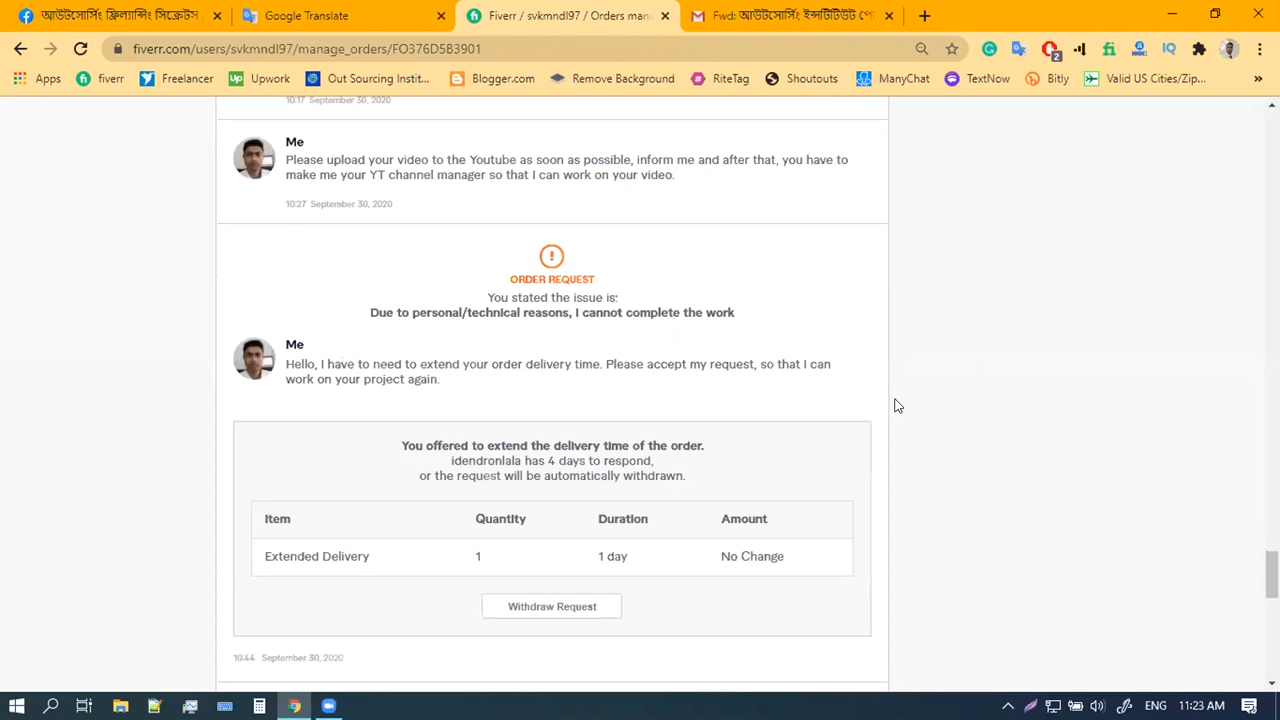 আউটসোর্সিং ফ্রিল্যান্সিং সিক্রেটস
Google Translate
Fiverr / svkmndl97 / Orders man
Fwd: আউটসোর্সিং ইন্সটিটিউট পে
fiverr.com/users/svkmndl97/manage_orders/FO376D5B3901
Apps
fiverr
Freelancer
Upwork
Out Sourcing Instit...
Blogger.com
Remove Background
RiteTag
Shoutouts
ManyChat
TextNow
Bitly
Valid US Cities/Zip...
10:17 September 30, 2020
Me
Please upload your video to the Youtube as soon as possible, inform me and after that, you have to
make me your YT channel manager so that I can work on your video.
10:27 September 30, 2020
ORDER REQUEST
You stated the issue is:
Due to personal/technical reasons, I cannot complete the work
Me
Hello, I have to need to extend your order delivery time. Please accept my request, so that I can
work on your project again.
You offered to extend the delivery time of the order.
idendronlala has 4 days to respond,
or the request will be automatically withdrawn.
Item Quantity Duration Amount
Extended Delivery 1 1 day No Change
Withdraw Request
10:44 September 30, 2020
ENG 11:23 AM